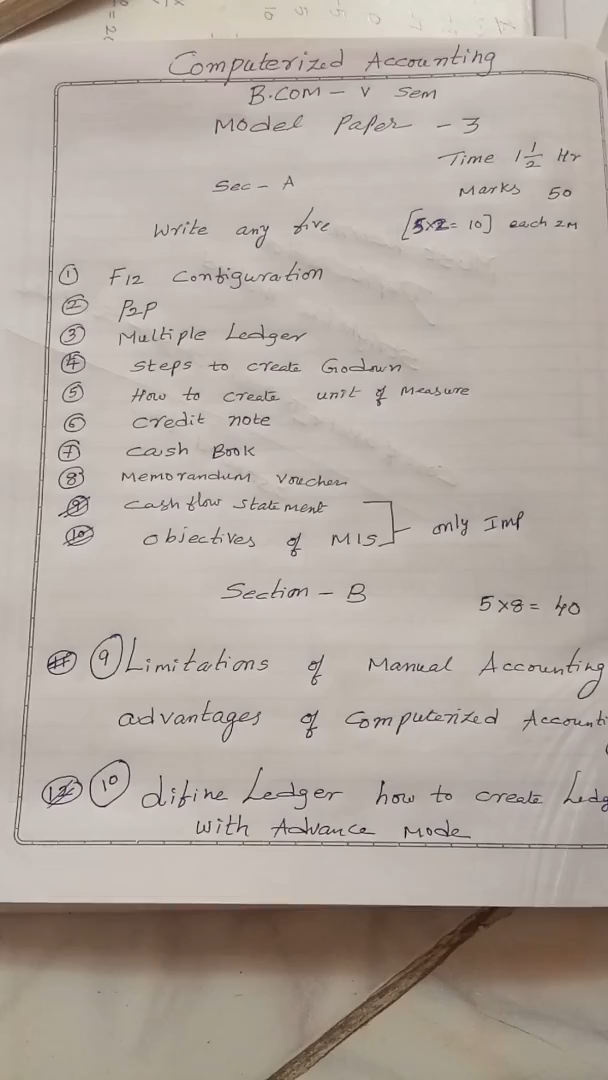 Computerized Accounting
B.COM - V Sem
Model Paper - 3
Time 1 1/2 Hr
Sec - A
Marks 50
Write any five [5x2 = 10] each 2M
① F12 Configuration
② P2P
③ Multiple Ledger
④ Steps to create Godown
⑤ How to create unit of Measure
⑥ credit note
⑦ cash Book
⑧ Memorandum Voucher
⑨ cash flow statement
⑩ objectives of MIS
only Imp
Section - B
5x8 = 40
⑨ Limitations of Manual Accounting
advantages of Computerized Accounti
⑩ difine Ledger how to create Ledg
with Advance Mode